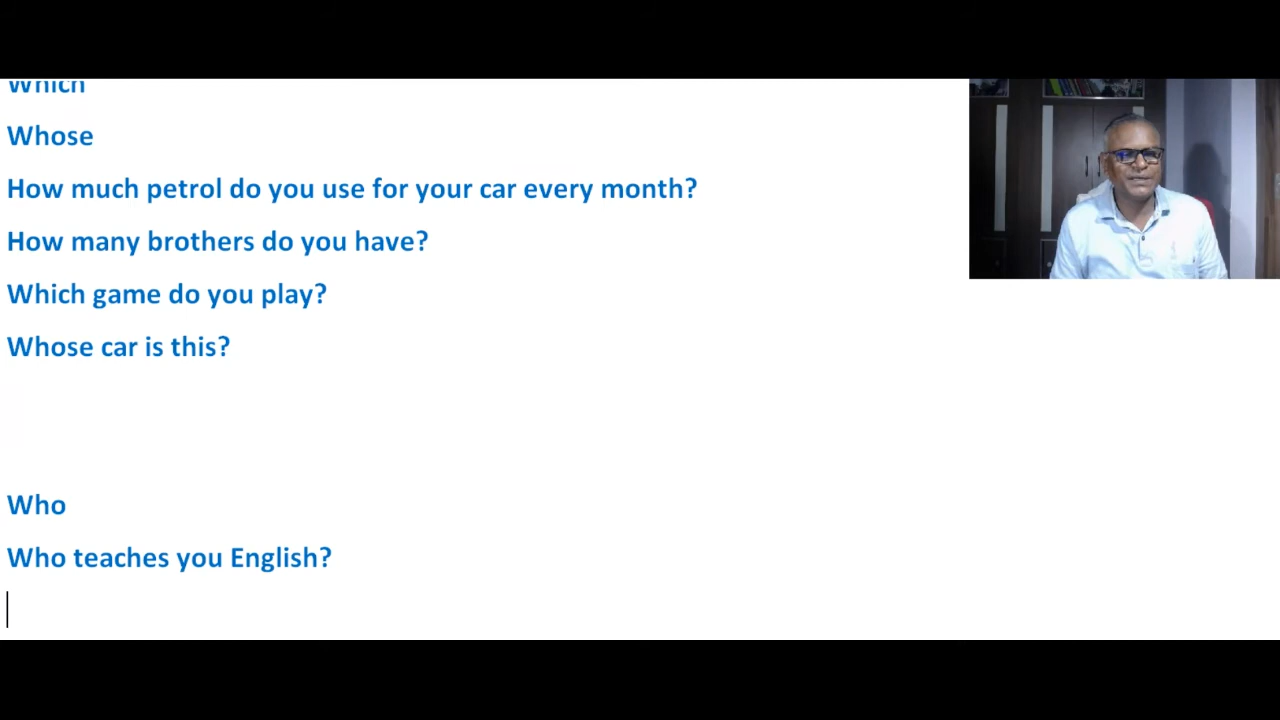 Which
Whose
How much petrol do you use for your car every month?
How many brothers do you have?
Which game do you play?
Whose car is this?
Who
Who teaches you English?